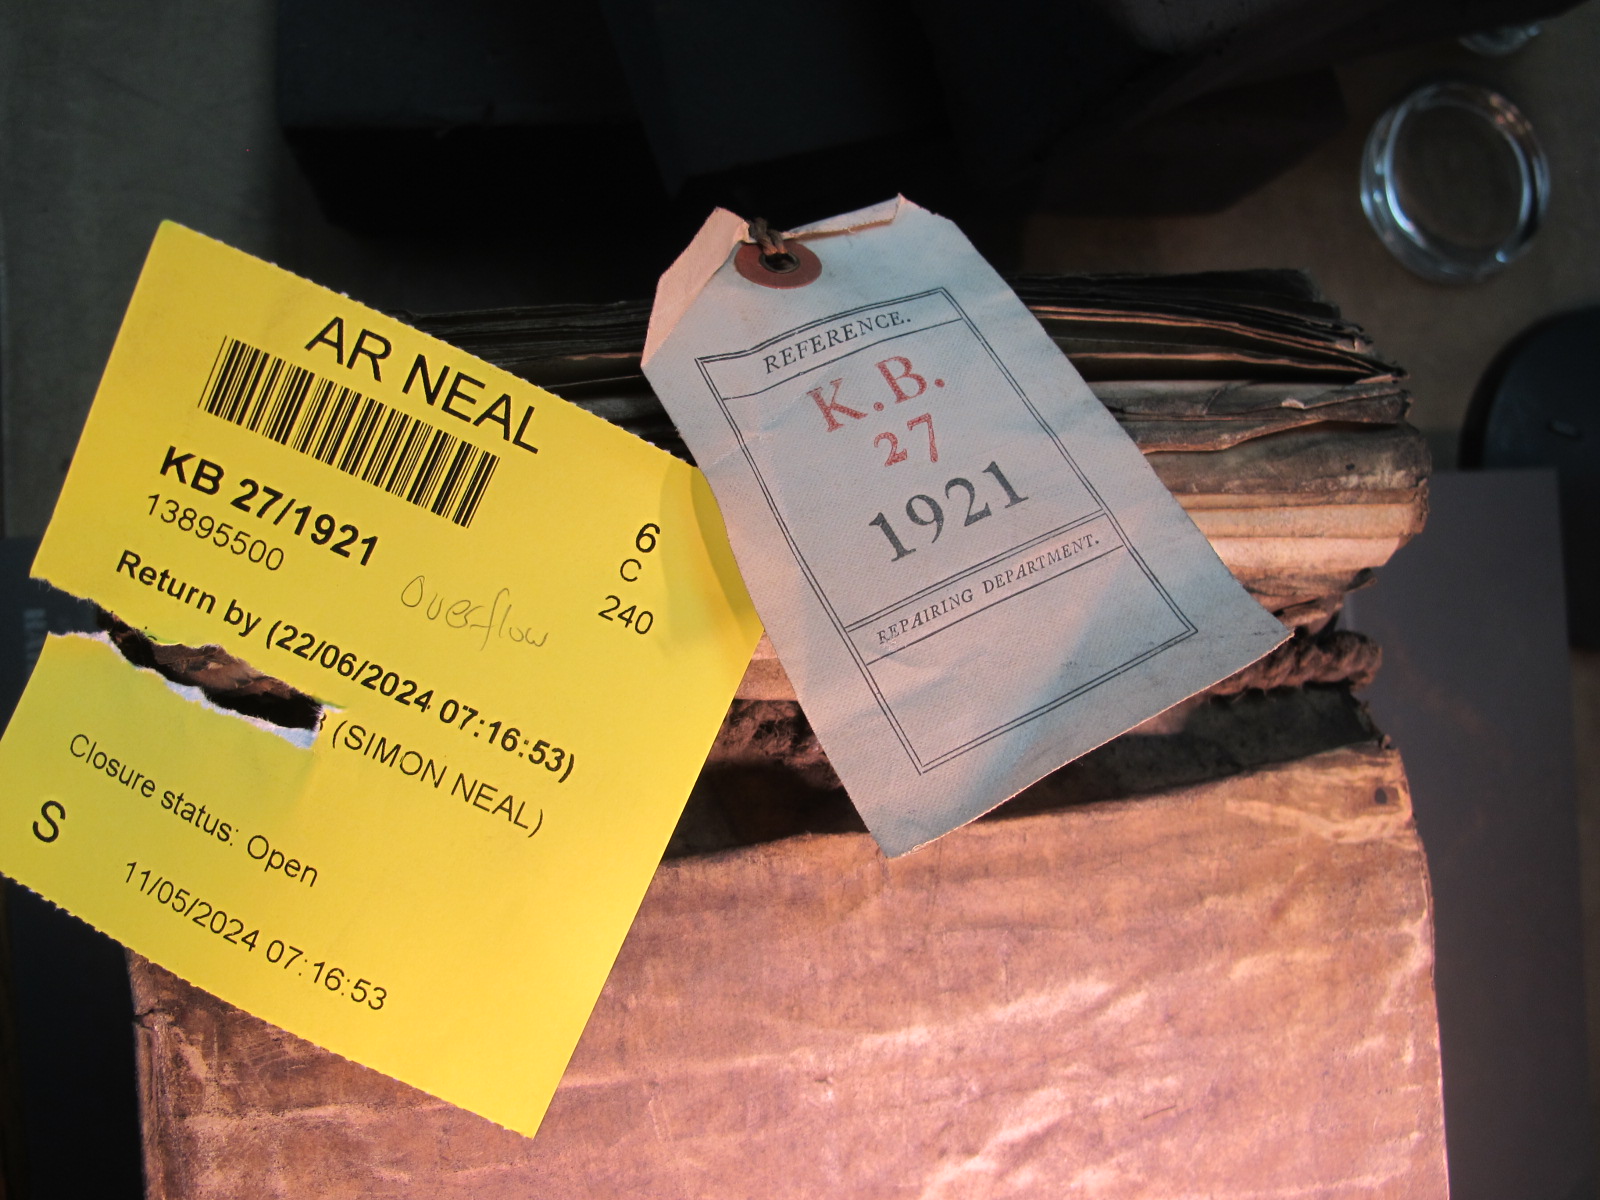 AR NEAL
KB 27/1921
13895500
6
C
240
Overflow
Return by (22/06/2024 07:16:53)
(SIMON NEAL)
Closure status: Open
S
11/05/2024 07:16:53
REFERENCE.
K.B.
27
1921
REPAIRING DEPARTMENT.